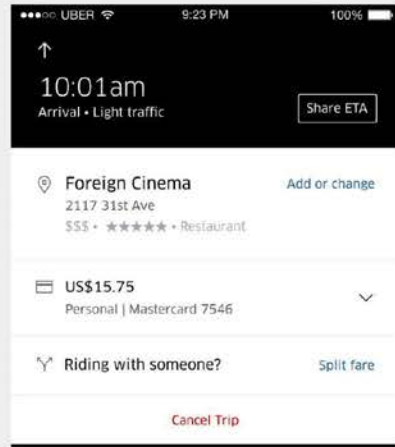 UBER 9:23 PM 100%
10:01am
Arrival • Light traffic
Share ETA
Foreign Cinema
Add or change
2117 31st Ave
$$$ • ★★★★★ • Restaurant
US$15.75
Personal | Mastercard 7546
Riding with someone?
Split fare
Cancel Trip